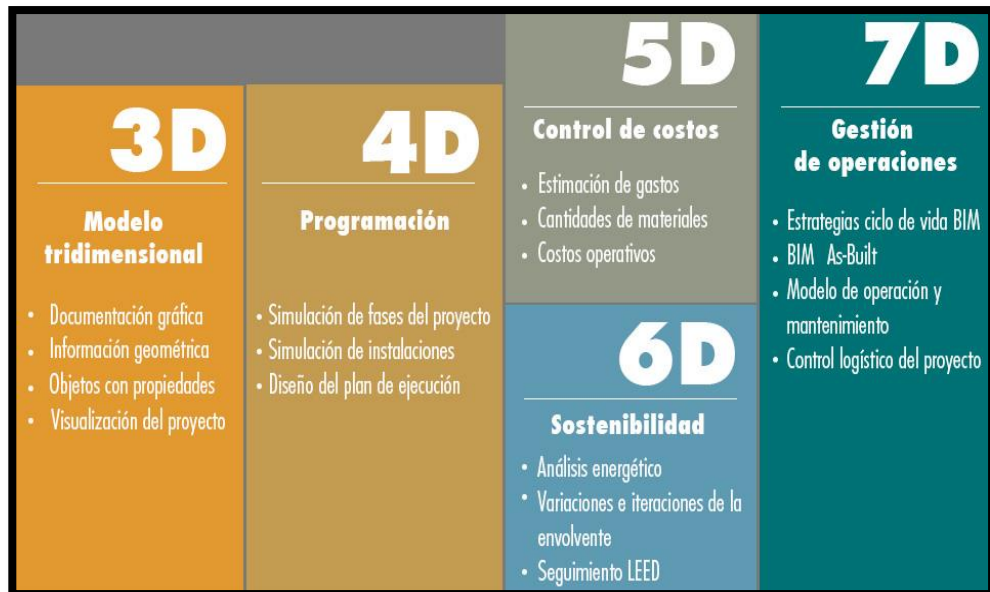 3D
Modelo
tridimensional
• Documentación gráfica
• Información geométrica
• Objetos con propiedades
• Visualización del proyecto
4D
Programación
• Simulación de fases del proyecto
• Simulación de instalaciones
• Diseño del plan de ejecución
5D
Control de costos
• Estimación de gastos
• Cantidades de materiales
• Costos operativos
6D
Sostenibilidad
• Análisis energético
• Variaciones e iteraciones de la
envolvente
• Seguimiento LEED
7D
Gestión
de operaciones
• Estrategias ciclo de vida BIM
• BIM As-Built
• Modelo de operación y
mantenimiento
• Control logístico del proyecto